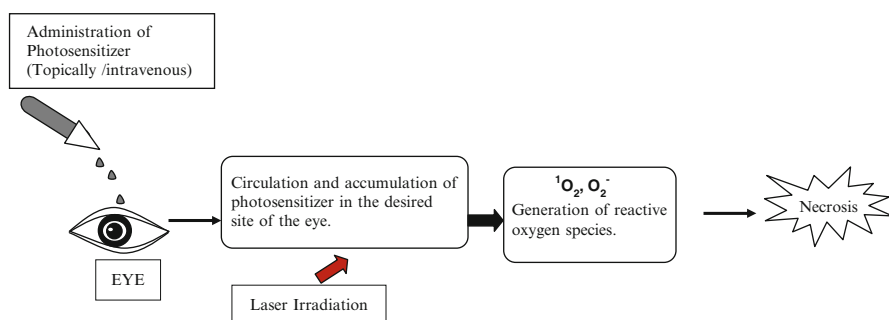 Administration of
Photosensitizer
(Topically /intravenous)
EYE
Circulation and accumulation of
photosensitizer in the desired
site of the eye.
Laser Irradiation
¹O₂, O₂⁻
Generation of reactive
oxygen species.
Necrosis